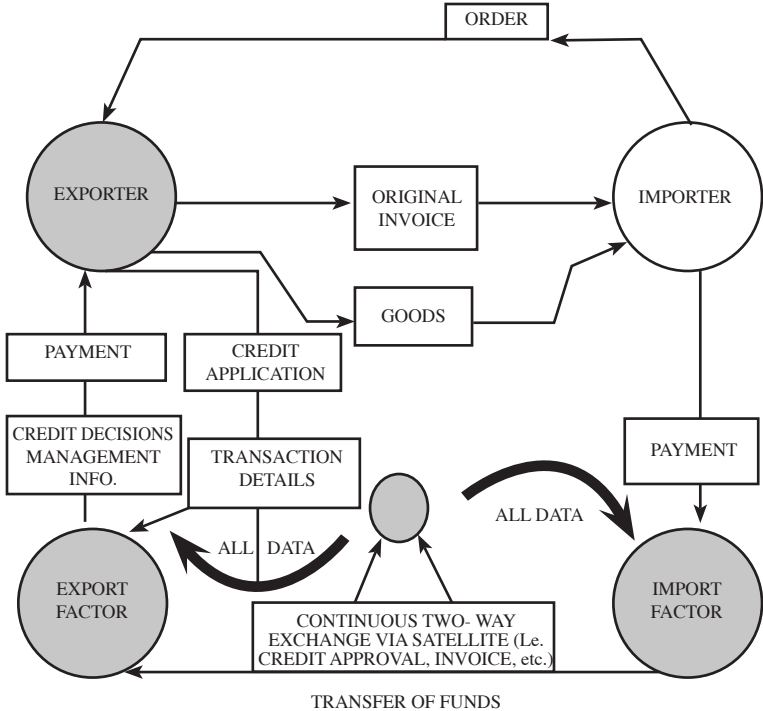 ORDER
EXPORTER
ORIGINAL
INVOICE
IMPORTER
GOODS
PAYMENT
CREDIT
APPLICATION
CREDIT DECISIONS
MANAGEMENT
INFO.
TRANSACTION
DETAILS
PAYMENT
ALL DATA
ALL DATA
EXPORT
FACTOR
IMPORT
FACTOR
CONTINUOUS TWO- WAY
EXCHANGE VIA SATELLITE (I.e.
CREDIT APPROVAL, INVOICE, etc.)
TRANSFER OF FUNDS